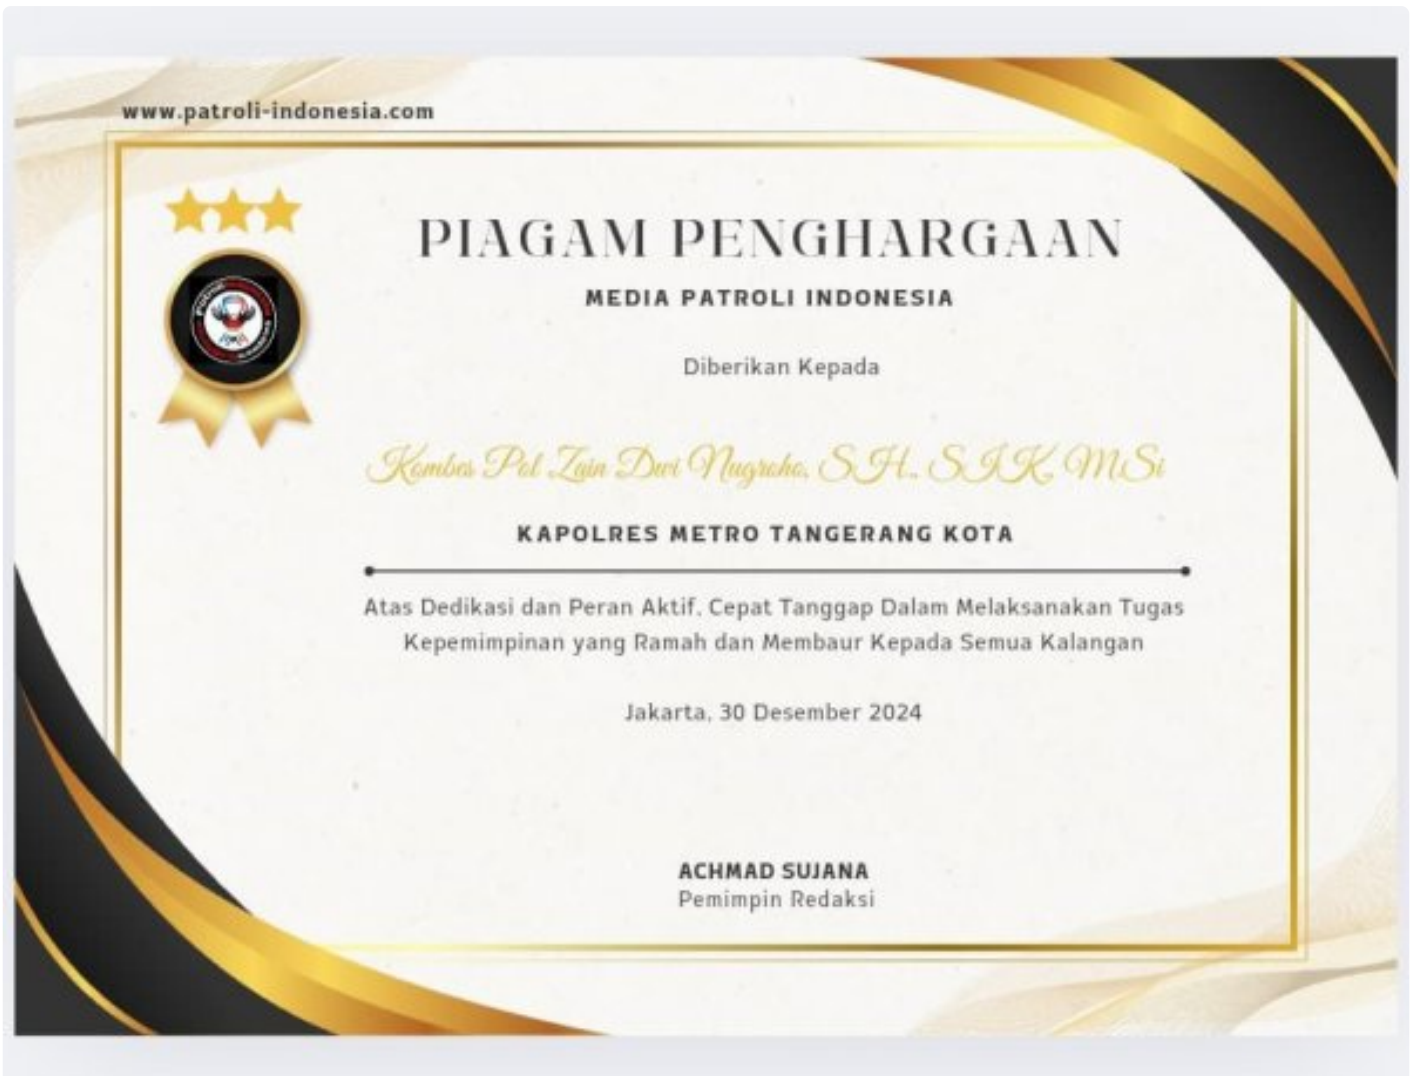 www.patroli-indonesia.com
PIAGAM PENGHARGAAN
MEDIA PATROLI INDONESIA
Diberikan Kepada
Kombes Pol Zain Dwi Nugroho, S.H., S.I.K, M.Si
KAPOLRES METRO TANGERANG KOTA
Atas Dedikasi dan Peran Aktif, Cepat Tanggap Dalam Melaksanakan Tugas
Kepemimpinan yang Ramah dan Membaur Kepada Semua Kalangan
Jakarta, 30 Desember 2024
ACHMAD SUJANA
Pemimpin Redaksi